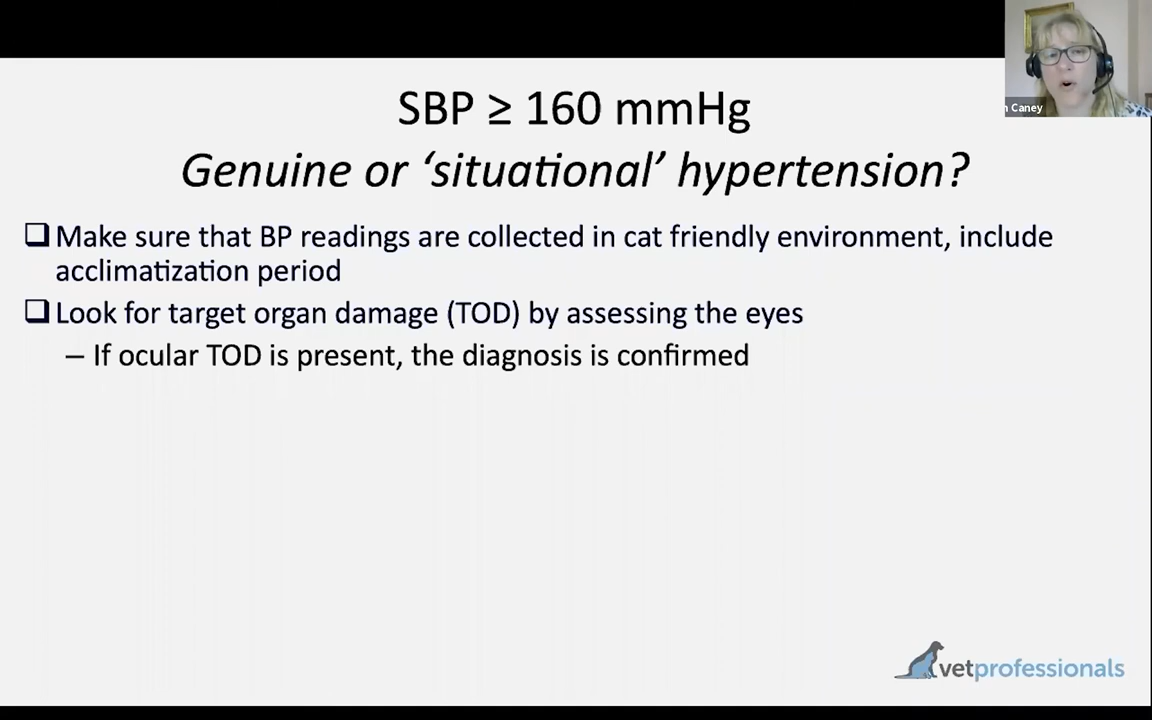 SBP ≥ 160 mmHg
Genuine or ‘situational’ hypertension?
Make sure that BP readings are collected in cat friendly environment, include
acclimatization period
Look for target organ damage (TOD) by assessing the eyes
– If ocular TOD is present, the diagnosis is confirmed
Caney
vetprofessionals